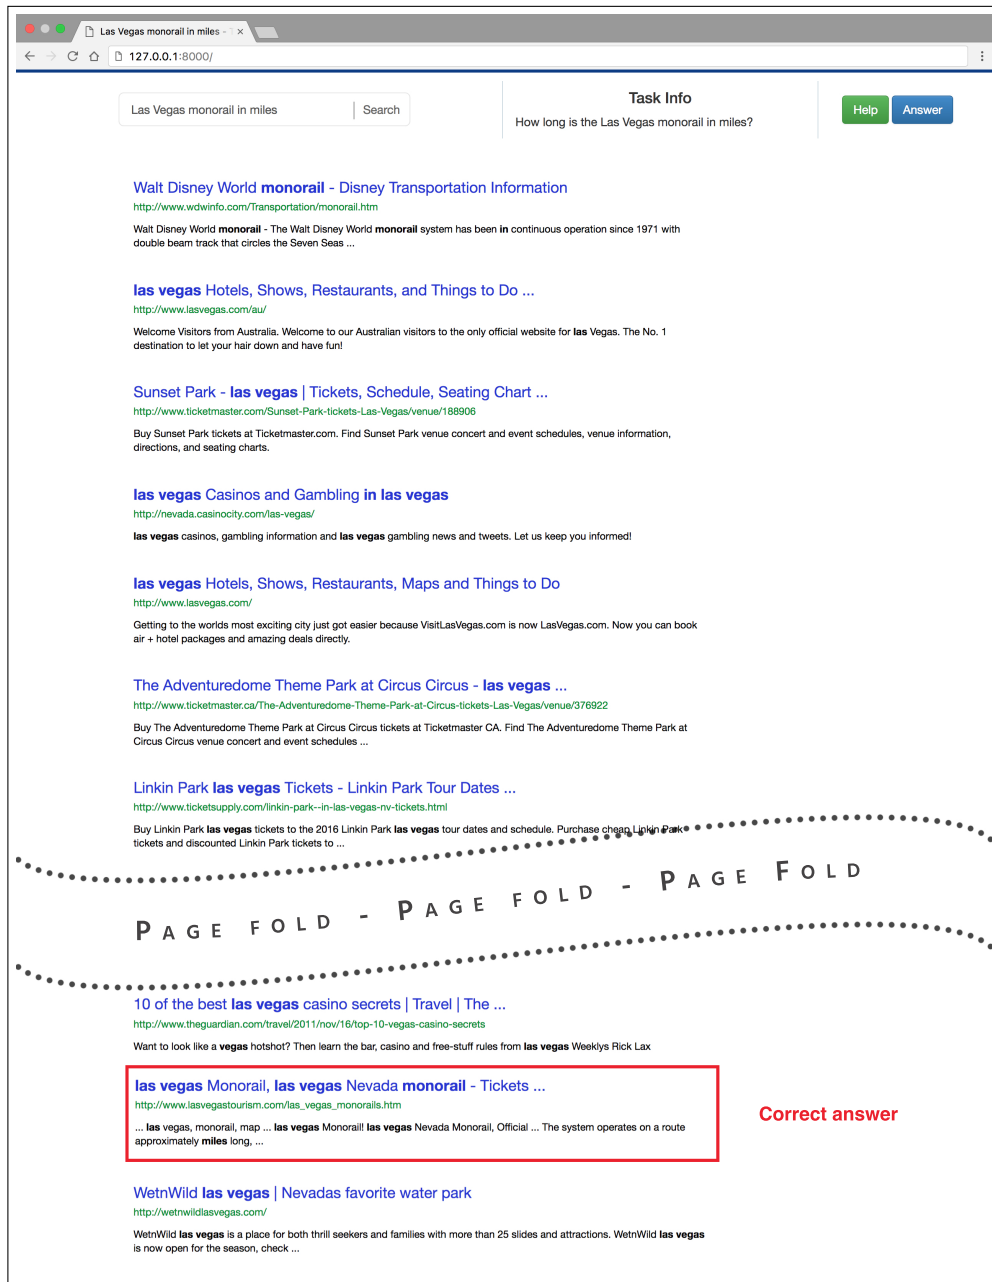 Las Vegas monorail in miles - T
127.0.0.1:8000/
Las Vegas monorail in miles
Search
Task Info
How long is the Las Vegas monorail in miles?
Help
Answer
Walt Disney World monorail - Disney Transportation Information
http://www.wdwinfo.com/Transportation/monorail.htm
Walt Disney World monorail - The Walt Disney World monorail system has been in continuous operation since 1971 with
double beam track that circles the Seven Seas ...
las vegas Hotels, Shows, Restaurants, and Things to Do ...
http://www.lasvegas.com/au/
Welcome Visitors from Australia. Welcome to our Australian visitors to the only official website for las Vegas. The No. 1
destination to let your hair down and have fun!
Sunset Park - las vegas | Tickets, Schedule, Seating Chart ...
http://www.ticketmaster.com/Sunset-Park-tickets-Las-Vegas/venue/188906
Buy Sunset Park tickets at Ticketmaster.com. Find Sunset Park venue concert and event schedules, venue information,
directions, and seating charts.
las vegas Casinos and Gambling in las vegas
http://nevada.casinocity.com/las-vegas/
las vegas casinos, gambling information and las vegas gambling news and tweets. Let us keep you informed!
las vegas Hotels, Shows, Restaurants, Maps and Things to Do
http://www.lasvegas.com/
Getting to the worlds most exciting city just got easier because VisitLasVegas.com is now LasVegas.com. Now you can book
air + hotel packages and amazing deals directly.
The Adventuredome Theme Park at Circus Circus - las vegas ...
http://www.ticketmaster.ca/The-Adventuredome-Theme-Park-at-Circus-tickets-Las-Vegas/venue/376922
Buy The Adventuredome Theme Park at Circus Circus tickets at Ticketmaster CA. Find The Adventuredome Theme Park at
Circus Circus venue concert and event schedules ...
Linkin Park las vegas Tickets - Linkin Park Tour Dates ...
http://www.ticketsupply.com/linkin-park--in-las-vegas-nv-tickets.html
Buy Linkin Park las vegas tickets to the 2016 Linkin Park las vegas tour dates and schedule. Purchase cheap Linkin Park
tickets and discounted Linkin Park tickets to ...
PAGE FOLD - PAGE FOLD - PAGE FOLD
10 of the best las vegas casino secrets | Travel | The ...
http://www.theguardian.com/travel/2011/nov/16/top-10-vegas-casino-secrets
Want to look like a vegas hotshot? Then learn the bar, casino and free-stuff rules from las vegas Weeklys Rick Lax
las vegas Monorail, las vegas Nevada monorail - Tickets ...
http://www.lasvegastourism.com/las_vegas_monorails.htm
... las vegas, monorail, map ... las vegas Monorail! las vegas Nevada Monorail, Official ... The system operates on a route
approximately miles long, ...
Correct answer
WetnWild las vegas | Nevadas favorite water park
http://wetnwildlasvegas.com/
WetnWild las vegas is a place for both thrill seekers and families with more than 25 slides and attractions. WetnWild las vegas
is now open for the season, check ...